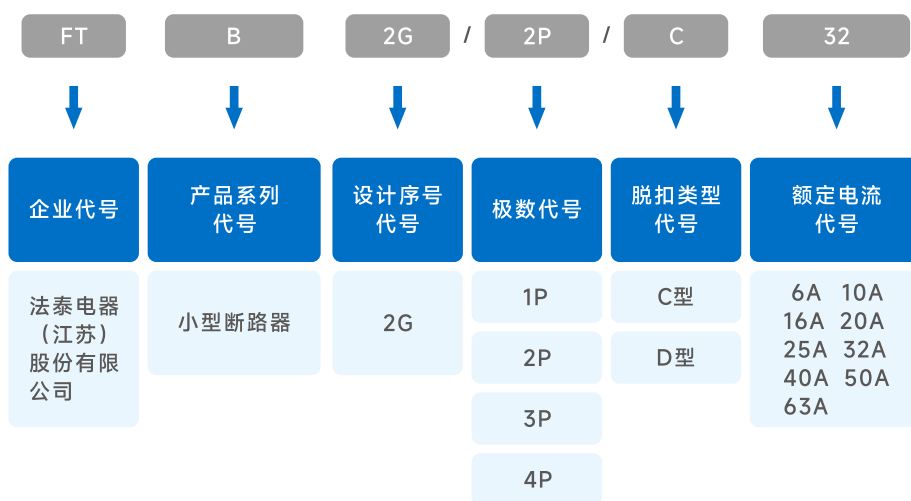 FT B 2G / 2P / C 32
企业代号
产品系列
代号
设计序号
代号
极数代号
脱扣类型
代号
额定电流
代号
法泰电器
（江苏）
股份有限
公司
小型断路器
2G
1P
2P
3P
4P
C型
D型
6A 10A
16A 20A
25A 32A
40A 50A
63A